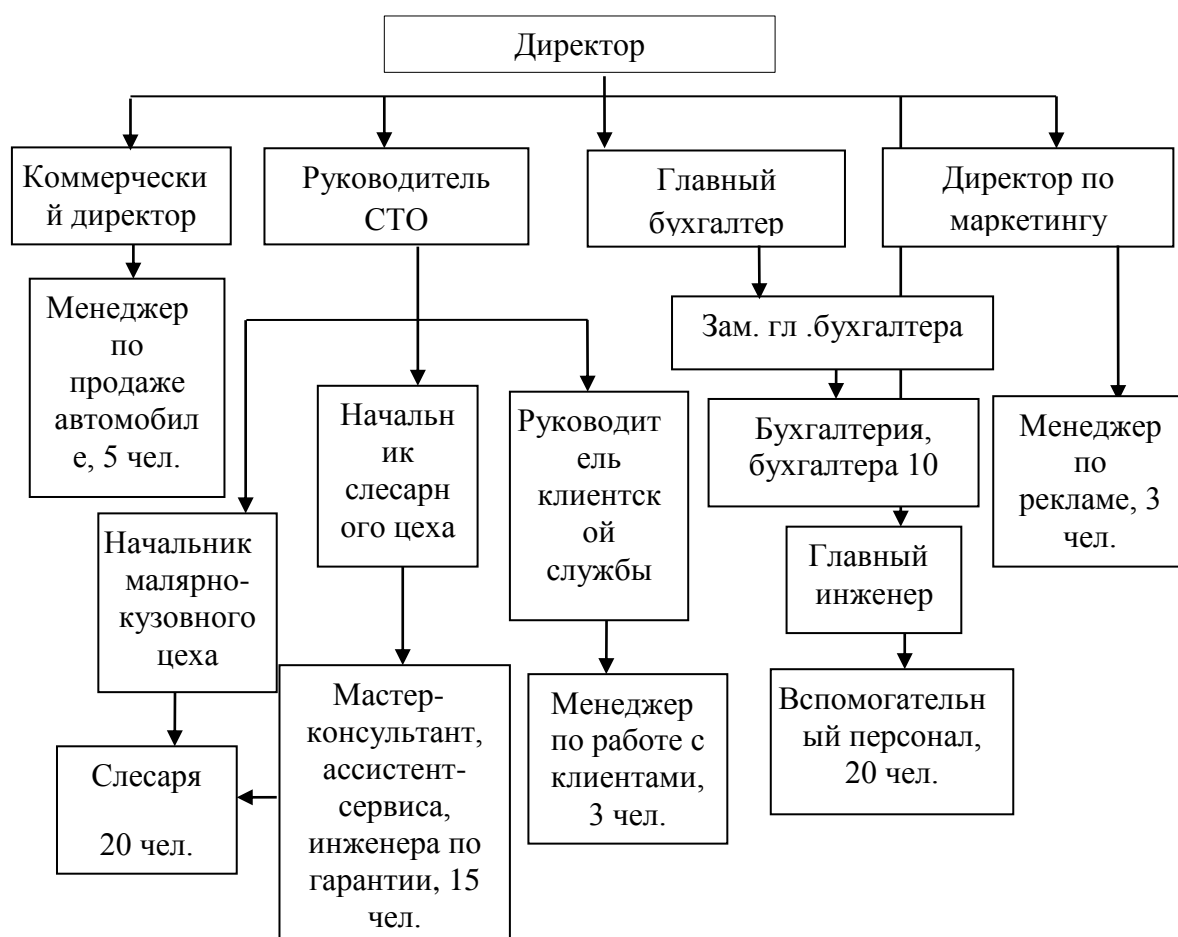 Директор
Коммерчески
й директор
Руководитель
СТО
Главный
бухгалтер
Директор по
маркетингу
Менеджер
по
продаже
автомобил
е, 5 чел.
Зам. гл .бухгалтера
Начальн
ик
слесарн
ого цеха
Руководит
ель
клиентск
ой
службы
Бухгалтерия,
бухгалтера 10
Менеджер
по
рекламе, 3
чел.
Начальник
малярно-
кузовного
цеха
Главный
инженер
Слесаря
20 чел.
Мастер-
консультант,
ассистент-
сервиса,
инженера по
гарантии, 15
чел.
Менеджер
по работе с
клиентами,
3 чел.
Вспомогательн
ый персонал,
20 чел.